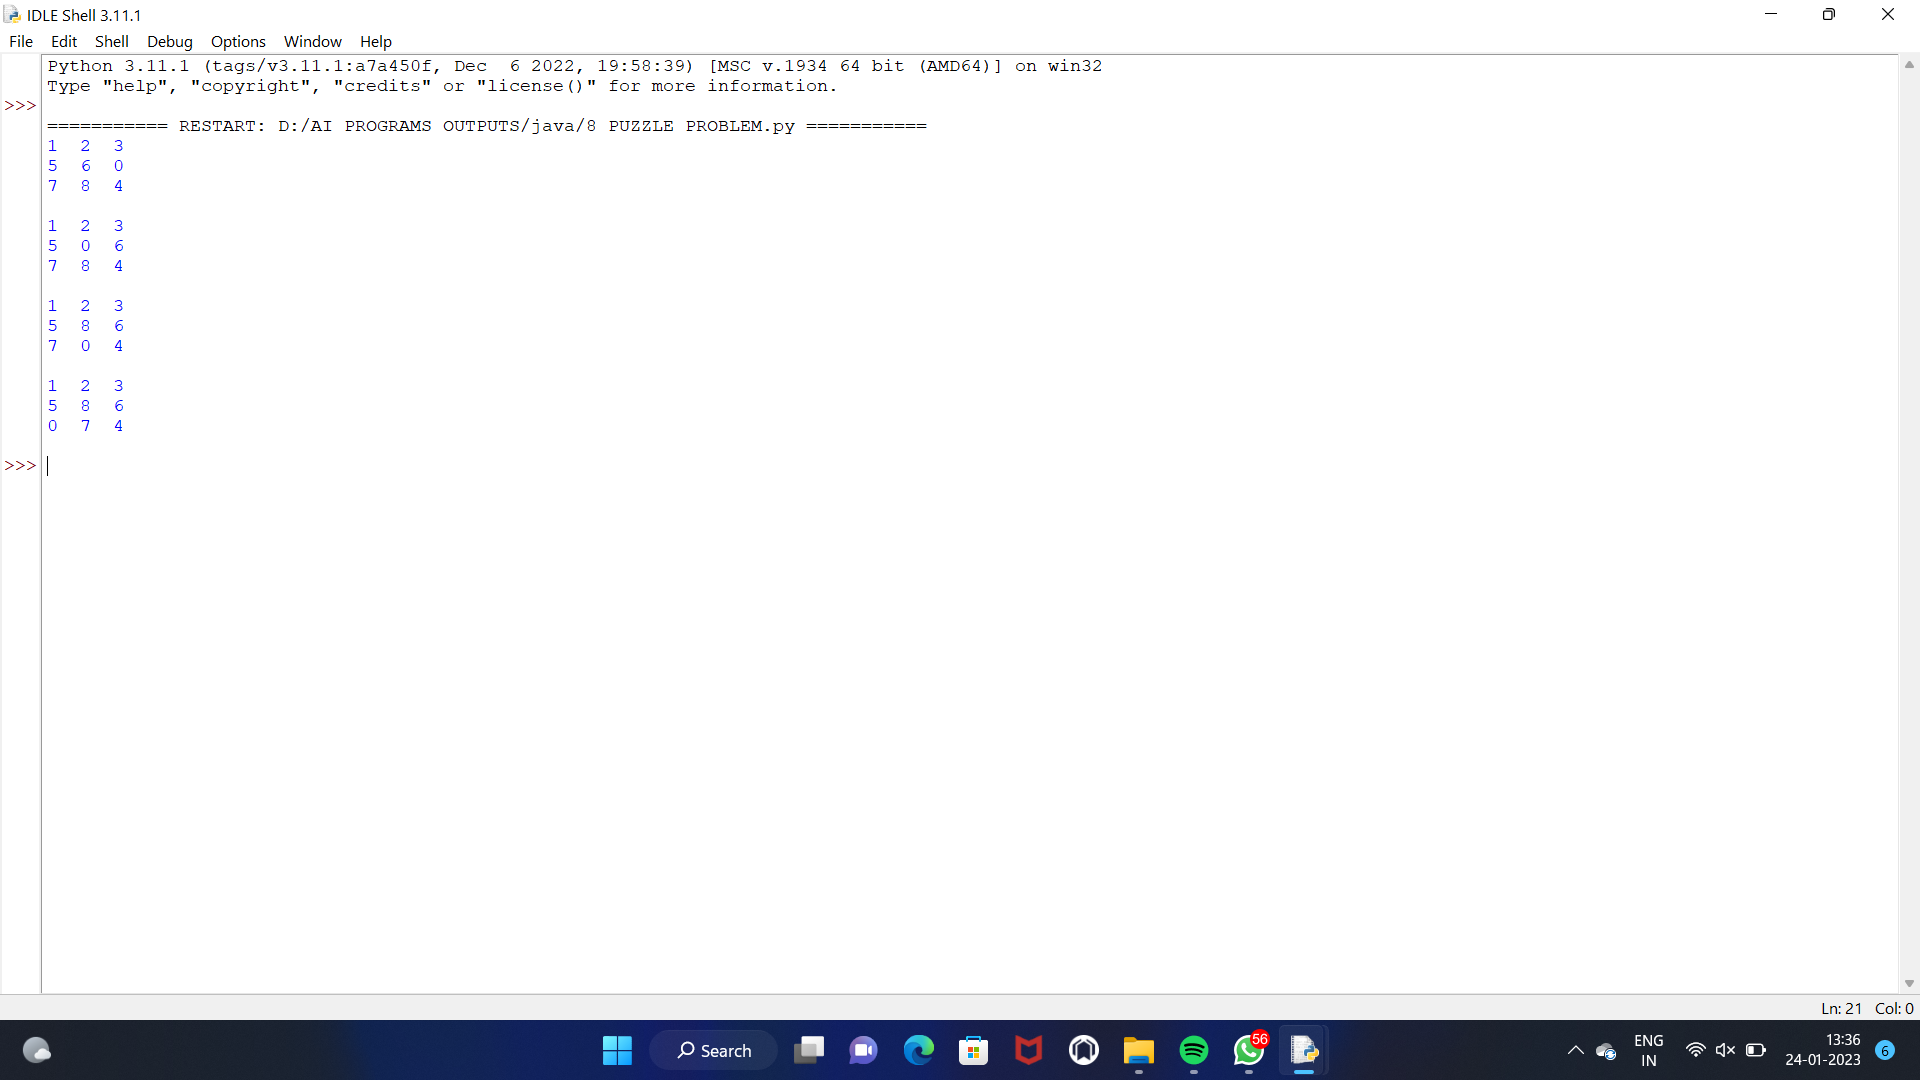 IDLE Shell 3.11.1
File Edit Shell Debug Options Window Help
Python 3.11.1 (tags/v3.11.1:a7a450f, Dec  6 2022, 19:58:39) [MSC v.1934 64 bit (AMD64)] on win32
Type "help", "copyright", "credits" or "license()" for more information.
>>>
=========== RESTART: D:/AI PROGRAMS OUTPUTS/java/8 PUZZLE PROBLEM.py ===========
1 2 3
5 6 0
7 8 4
1 2 3
5 0 6
7 8 4
1 2 3
5 8 6
7 0 4
1 2 3
5 8 6
0 7 4
>>>
Ln: 21 Col: 0
Search
56
ENG
IN
13:36
24-01-2023
6